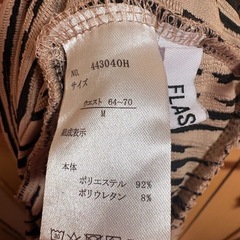 NO. 443040H
サイズ
ウエスト 64-70
M
組成表示
本体
ポリエステル 92%
ポリウレタン 8%
FLAS